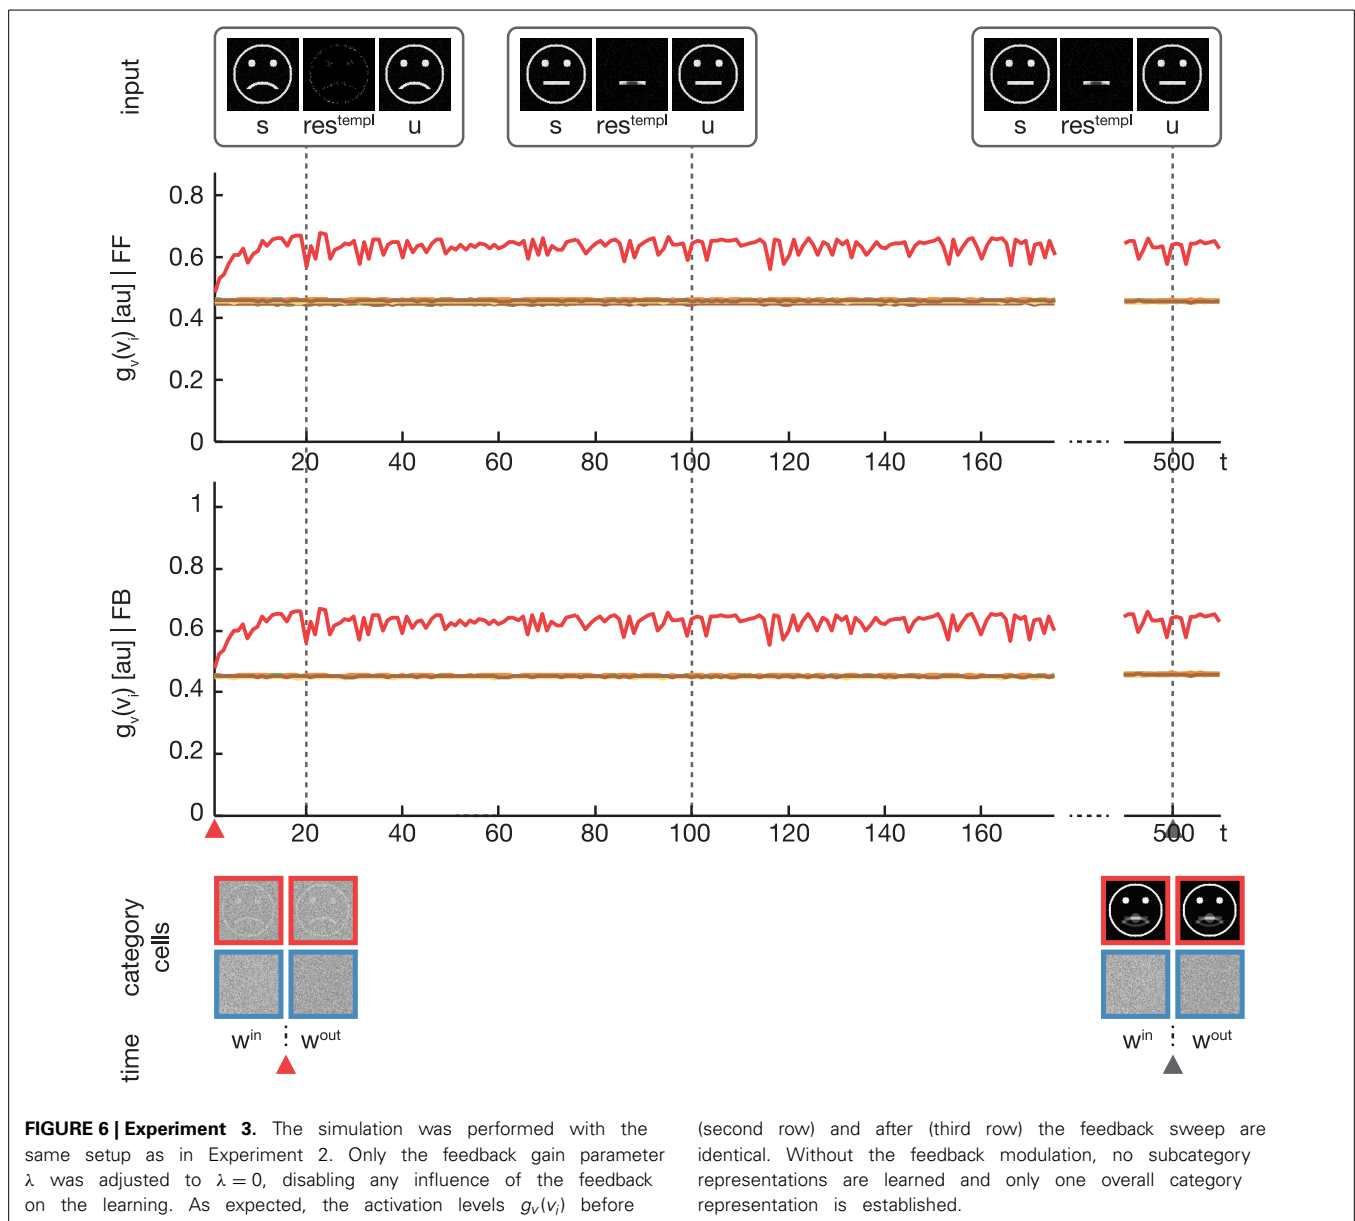 input
s res^templ u
s res^templ u
s res^templ u
g_v(v_i) [au] | FF
0.8
0.6
0.4
0.2
0
20 40 60 80 100 120 140 160 500 t
g_v(v_i) [au] | FB
1
0.8
0.6
0.4
0.2
0
20 40 60 80 100 120 140 160 500 t
category
cells
w^in w^out
w^in w^out
time
FIGURE 6 | Experiment 3. The simulation was performed with the
same setup as in Experiment 2. Only the feedback gain parameter
λ was adjusted to λ = 0, disabling any influence of the feedback
on the learning. As expected, the activation levels g_v(v_i) before
(second row) and after (third row) the feedback sweep are
identical. Without the feedback modulation, no subcategory
representations are learned and only one overall category
representation is established.